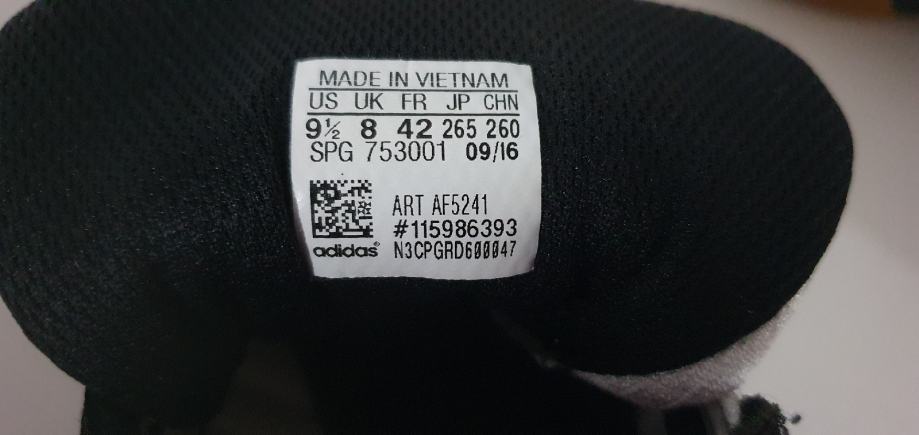 MADE IN VIETNAM
US UK FR JP CHN
9½ 8 42 265 260
SPG 753001 09/16
ART AF5241
#115986393
adidas® N3CPGRD600047